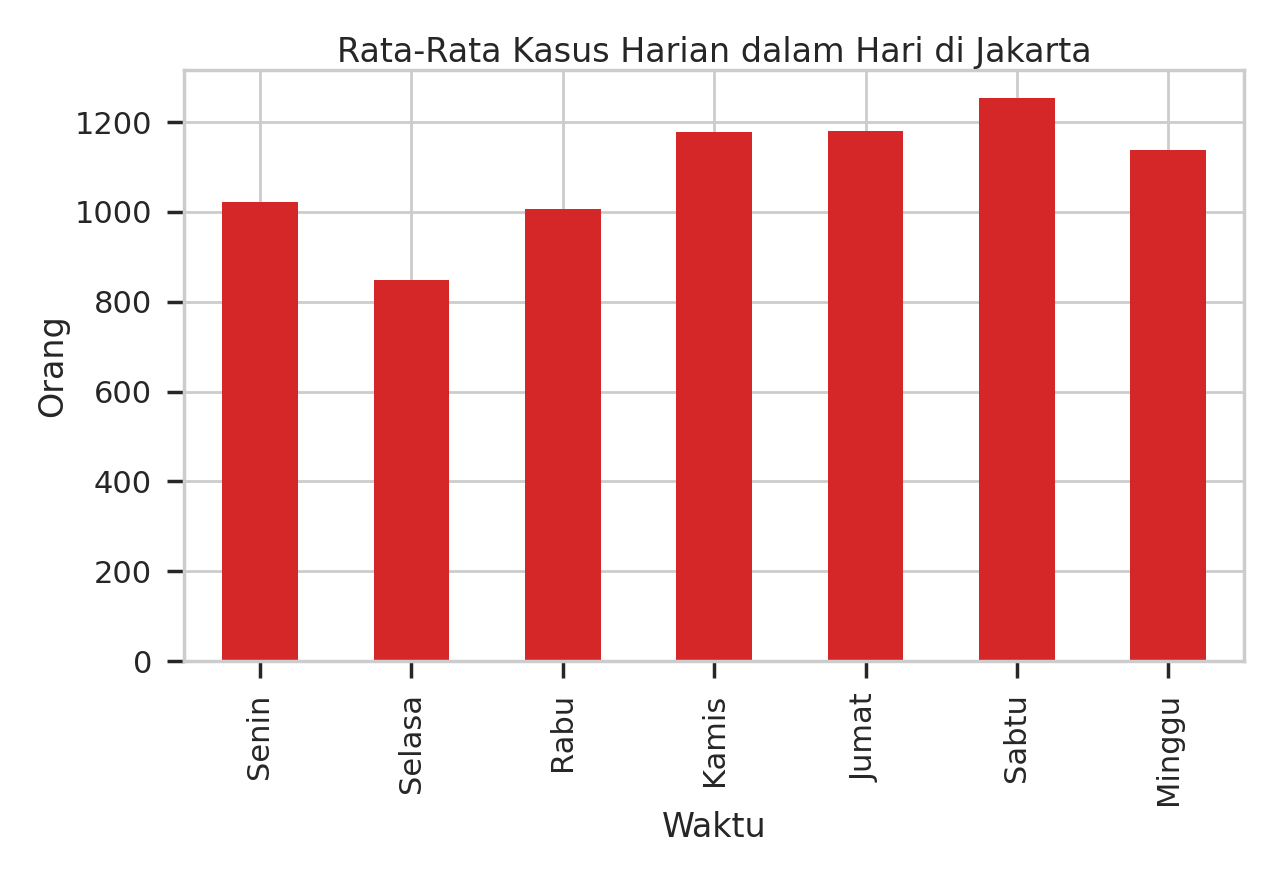 Rata-Rata Kasus Harian dalam Hari di Jakarta
1200
1000
800
600
400
200
0
Orang
Senin
Selasa
Rabu
Kamis
Jumat
Sabtu
Minggu
Waktu